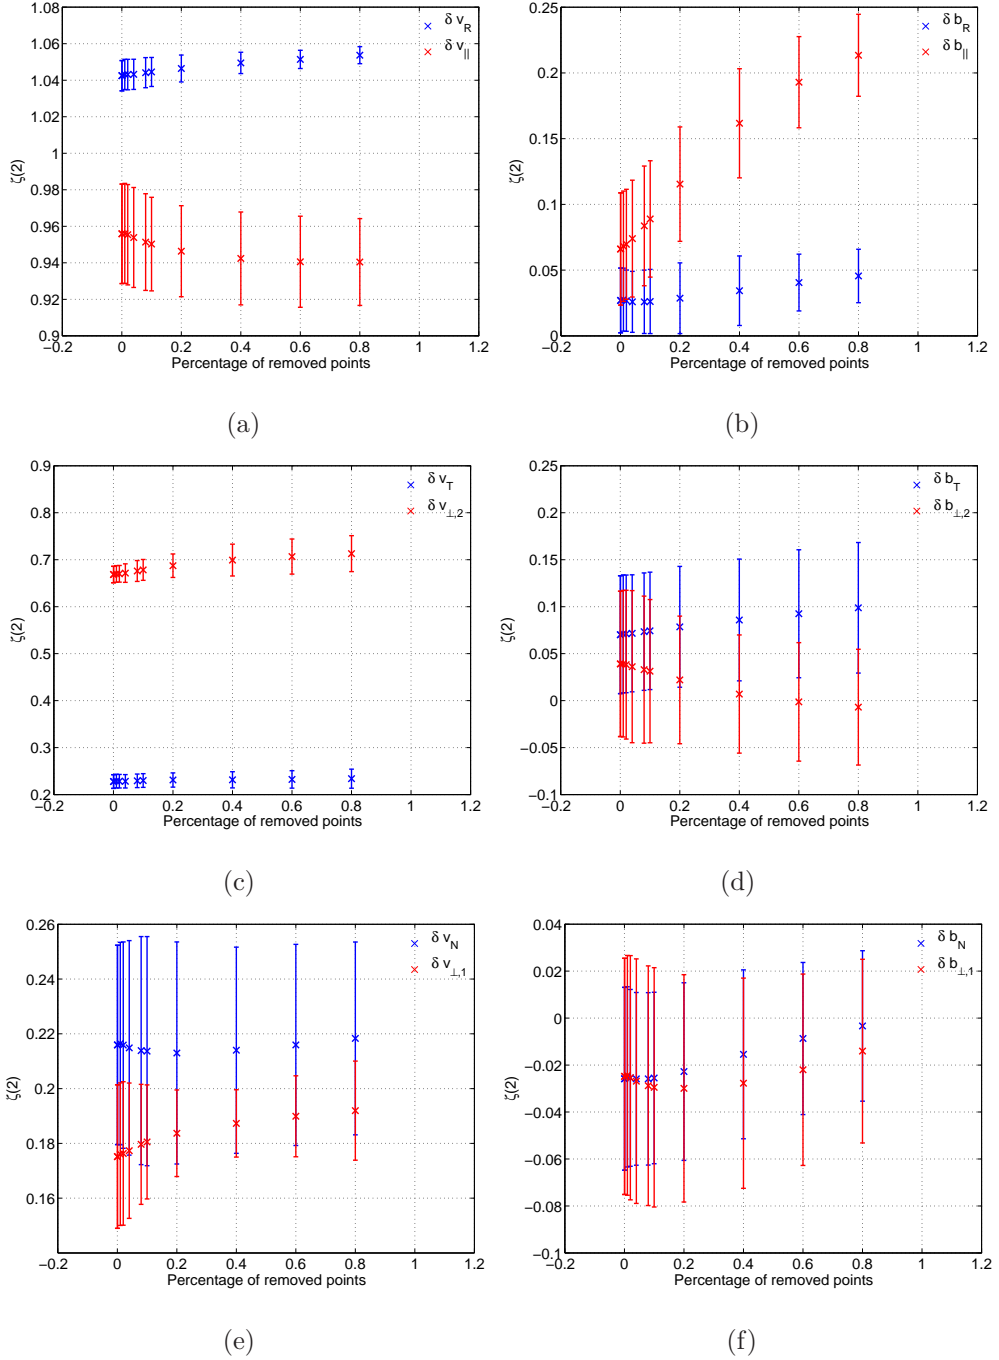 1.08
1.06
1.04
1.02
1
0.98
0.96
0.94
0.92
0.9
ζ(2)
δ v_R
δ v_||
−0.2 0 0.2 0.4 0.6 0.8 1 1.2
Percentage of removed points
(a)
0.25
0.2
0.15
0.1
0.05
0
ζ(2)
δ b_R
δ b_||
−0.2 0 0.2 0.4 0.6 0.8 1 1.2
Percentage of removed points
(b)
0.9
0.8
0.7
0.6
0.5
0.4
0.3
0.2
ζ(2)
δ v_T
δ v_⊥,2
−0.2 0 0.2 0.4 0.6 0.8 1 1.2
Percentage of removed points
(c)
0.25
0.2
0.15
0.1
0.05
0
−0.05
−0.1
ζ(2)
δ b_T
δ b_⊥,2
−0.2 0 0.2 0.4 0.6 0.8 1 1.2
Percentage of removed points
(d)
0.26
0.24
0.22
0.2
0.18
0.16
ζ(2)
δ v_N
δ v_⊥,1
−0.2 0 0.2 0.4 0.6 0.8 1 1.2
Percentage of removed points
(e)
0.04
0.02
0
−0.02
−0.04
−0.06
−0.08
−0.1
ζ(2)
δ b_N
δ b_⊥,1
−0.2 0 0.2 0.4 0.6 0.8 1 1.2
Percentage of removed points
(f)